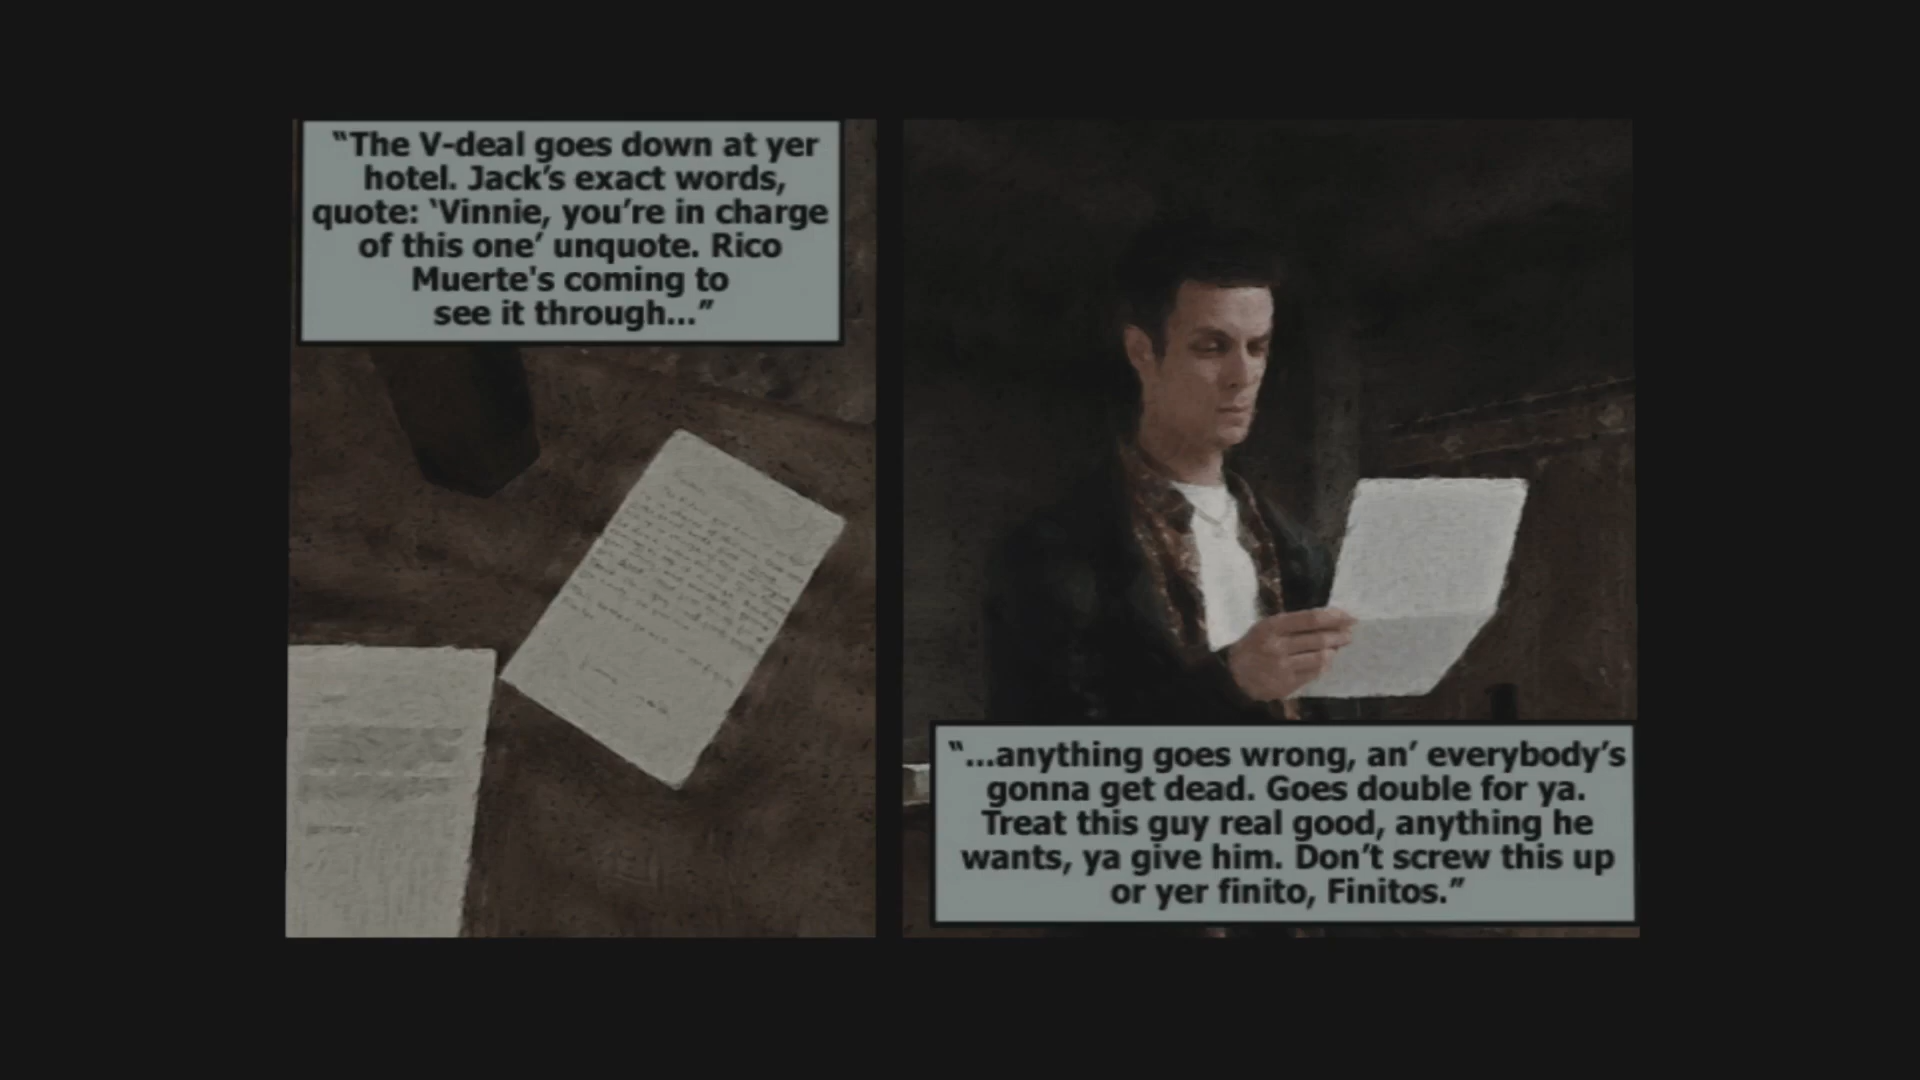 “The V-deal goes down at yer
hotel. Jack’s exact words,
quote: ‘Vinnie, you’re in charge
of this one’ unquote. Rico
Muerte's coming to
see it through...”
“...anything goes wrong, an’ everybody’s
gonna get dead. Goes double for ya.
Treat this guy real good, anything he
wants, ya give him. Don’t screw this up
or yer finito, Finitos.”